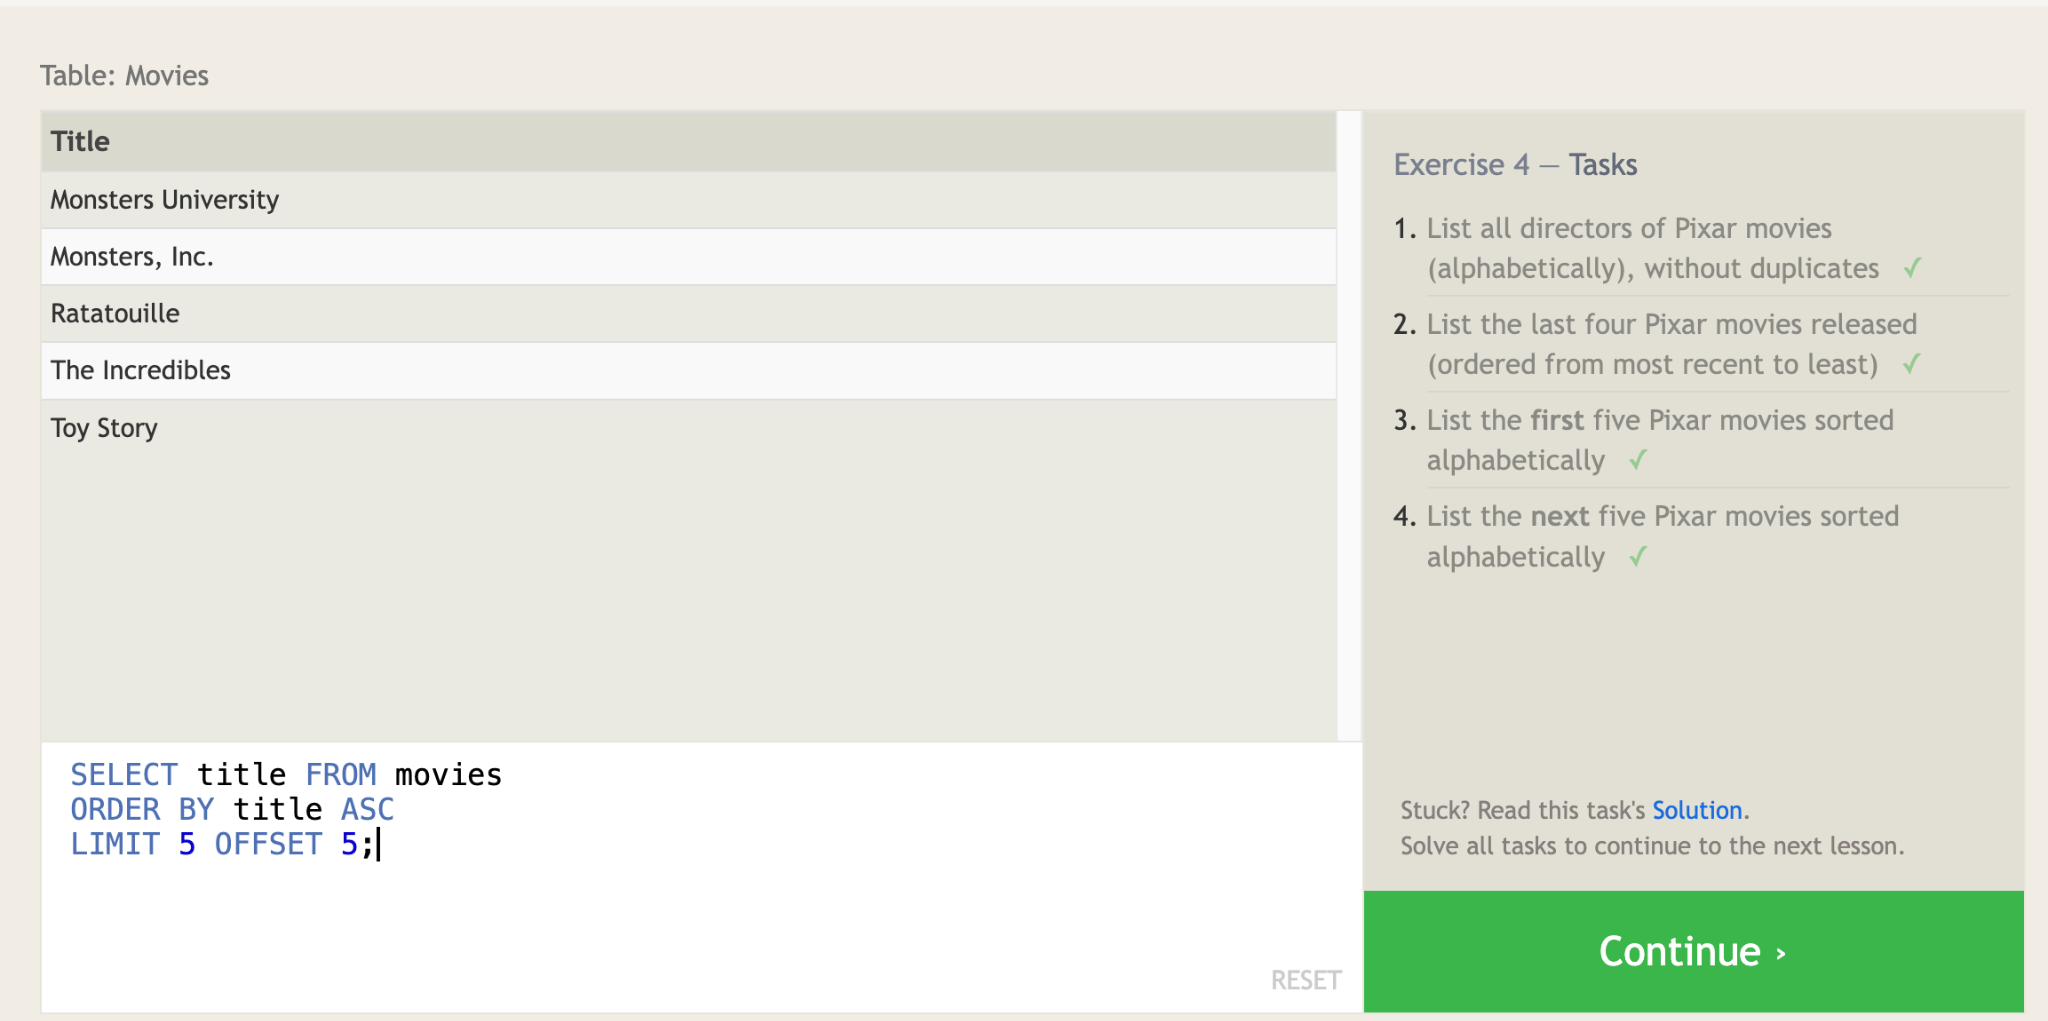 Table: Movies
Title
Monsters University
Monsters, Inc.
Ratatouille
The Incredibles
Toy Story
SELECT title FROM movies
ORDER BY title ASC
LIMIT 5 OFFSET 5;
RESET
Exercise 4 — Tasks
1. List all directors of Pixar movies
(alphabetically), without duplicates ✓
2. List the last four Pixar movies released
(ordered from most recent to least) ✓
3. List the first five Pixar movies sorted
alphabetically ✓
4. List the next five Pixar movies sorted
alphabetically ✓
Stuck? Read this task's Solution.
Solve all tasks to continue to the next lesson.
Continue ›